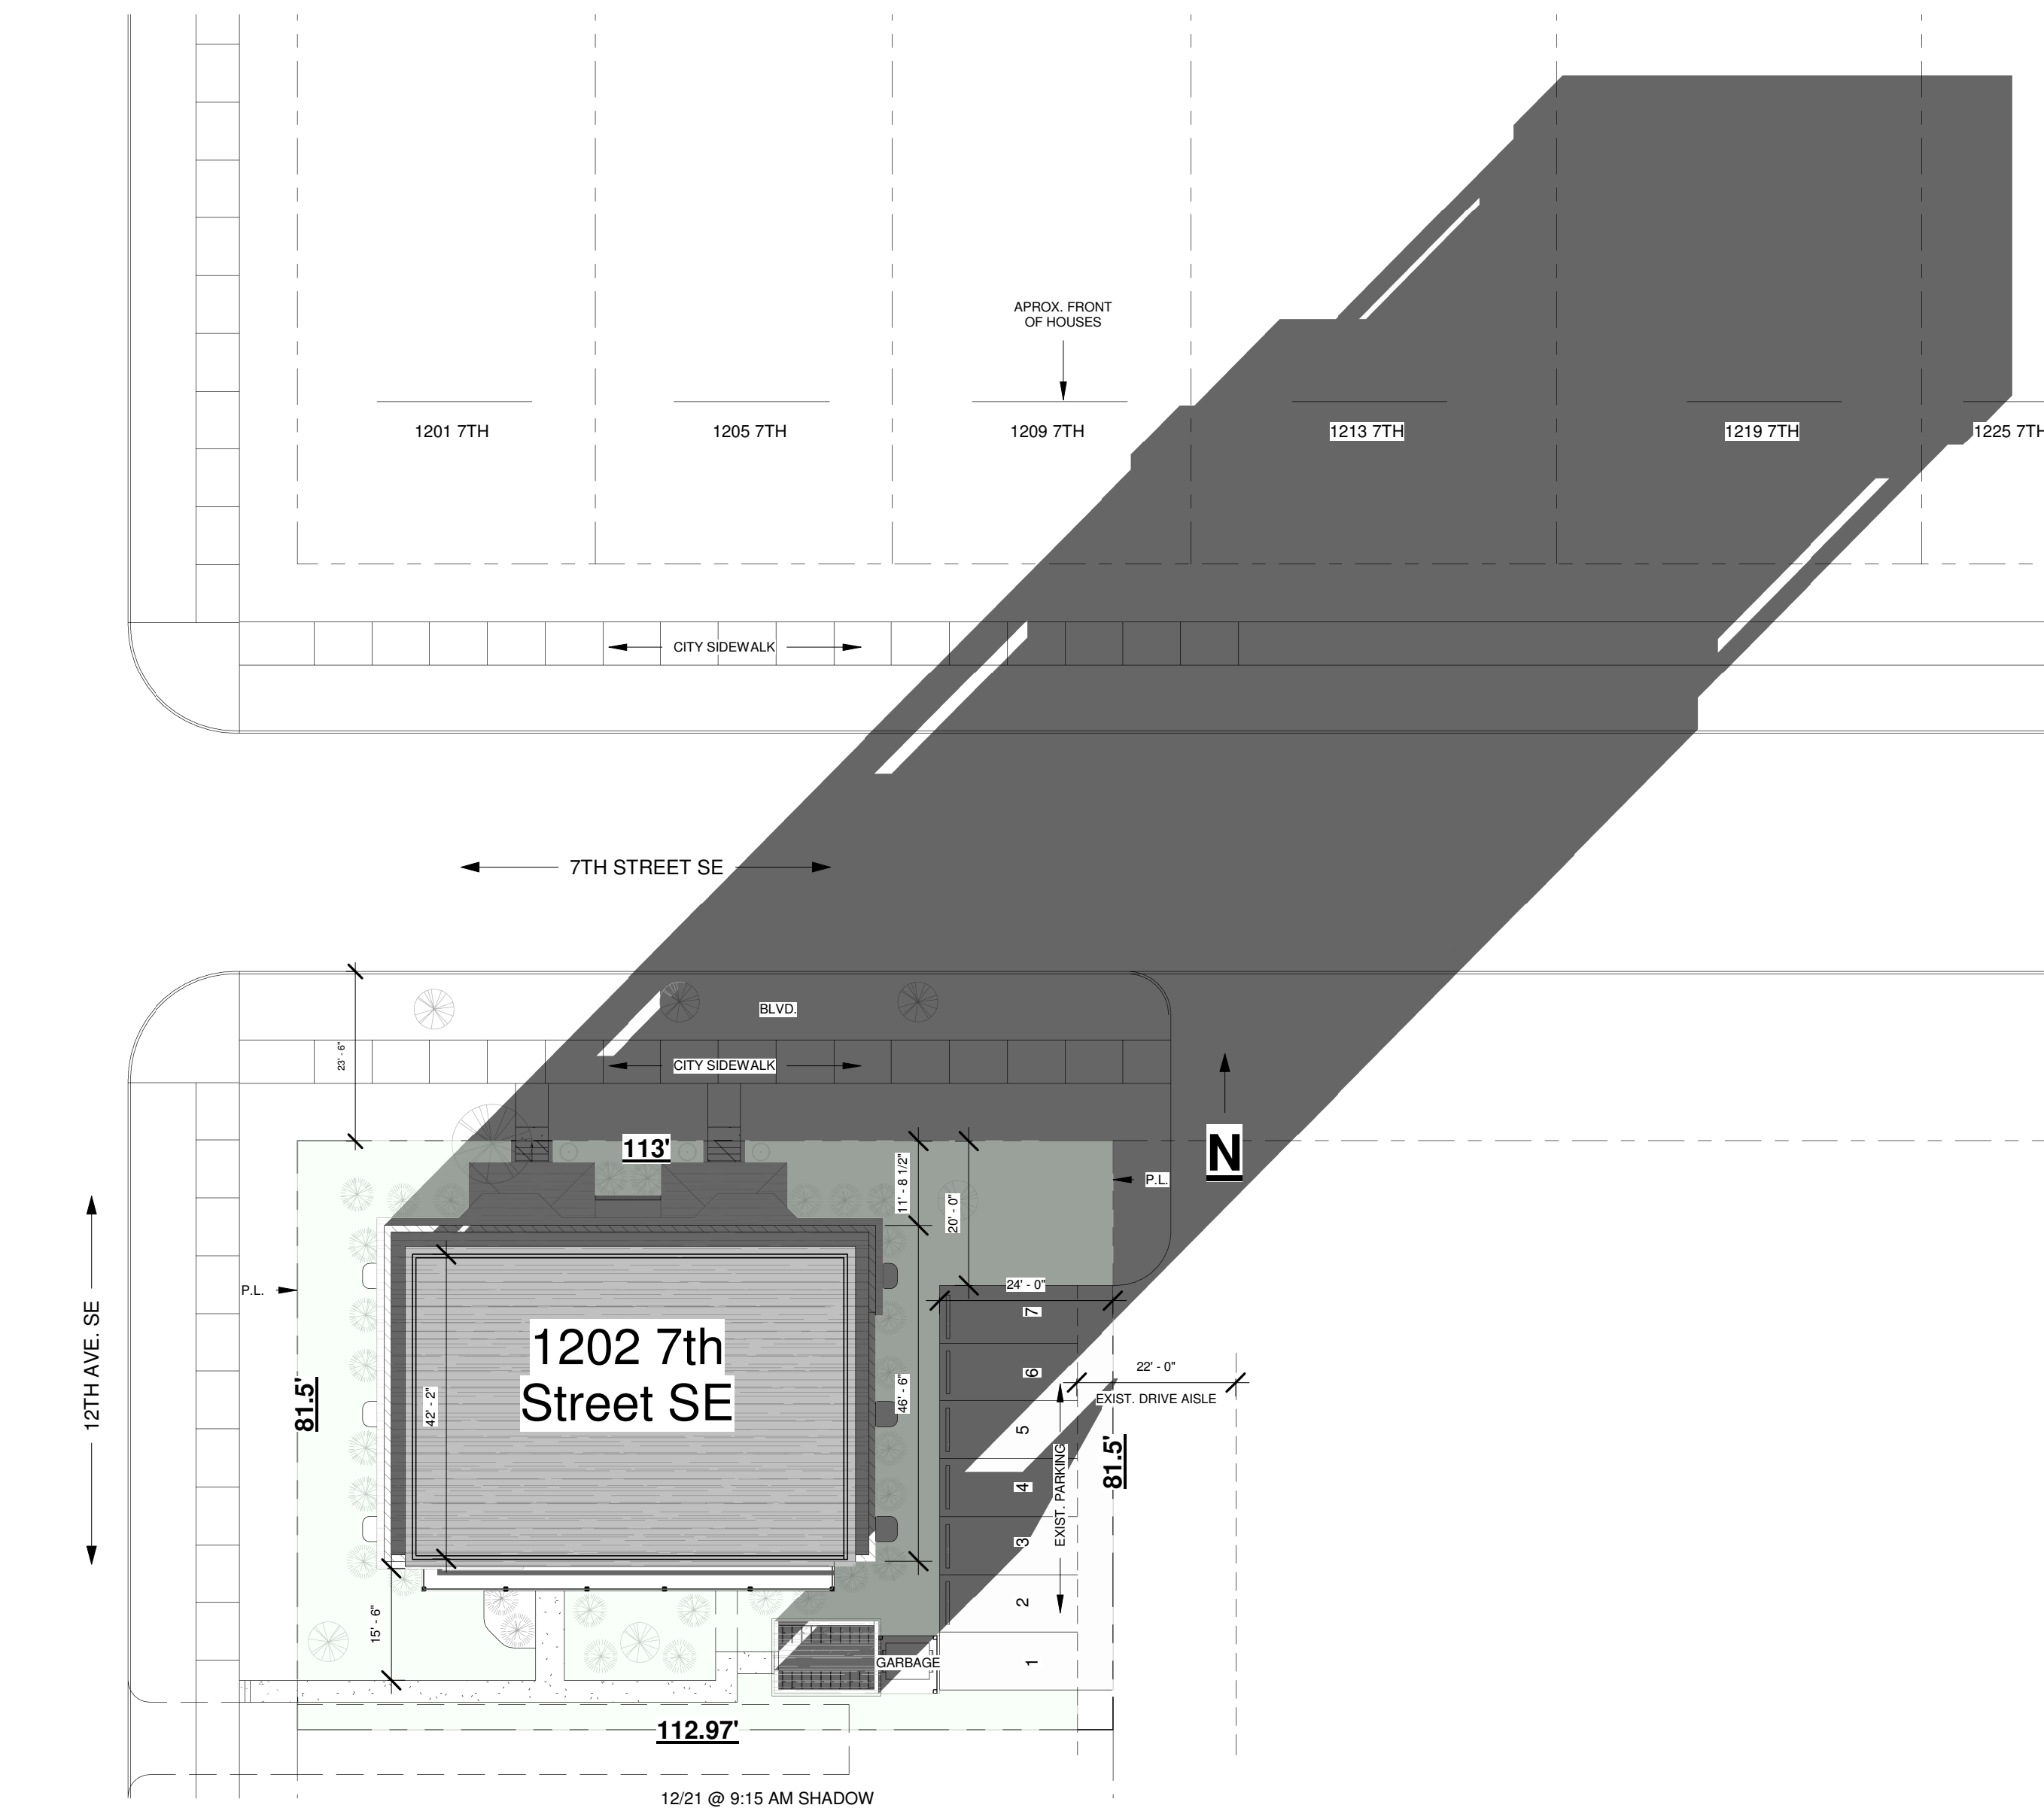 APROX. FRONT
OF HOUSES
1201 7TH
1205 7TH
1209 7TH
1213 7TH
1219 7TH
1225 7TH
CITY SIDEWALK
7TH STREET SE
BLVD.
23' - 6"
CITY SIDEWALK
N
113'
11' - 8 1/2"
20' - 0"
P.L.
P.L.
24' - 0"
7
12TH AVE. SE
1202 7th
Street SE
42' - 2"
46' - 6"
81.5'
6
22' - 0"
EXIST. DRIVE AISLE
5
EXIST. PARKING
81.5'
4
3
2
15' - 6"
GARBAGE
1
112.97'
12/21 @ 9:15 AM SHADOW